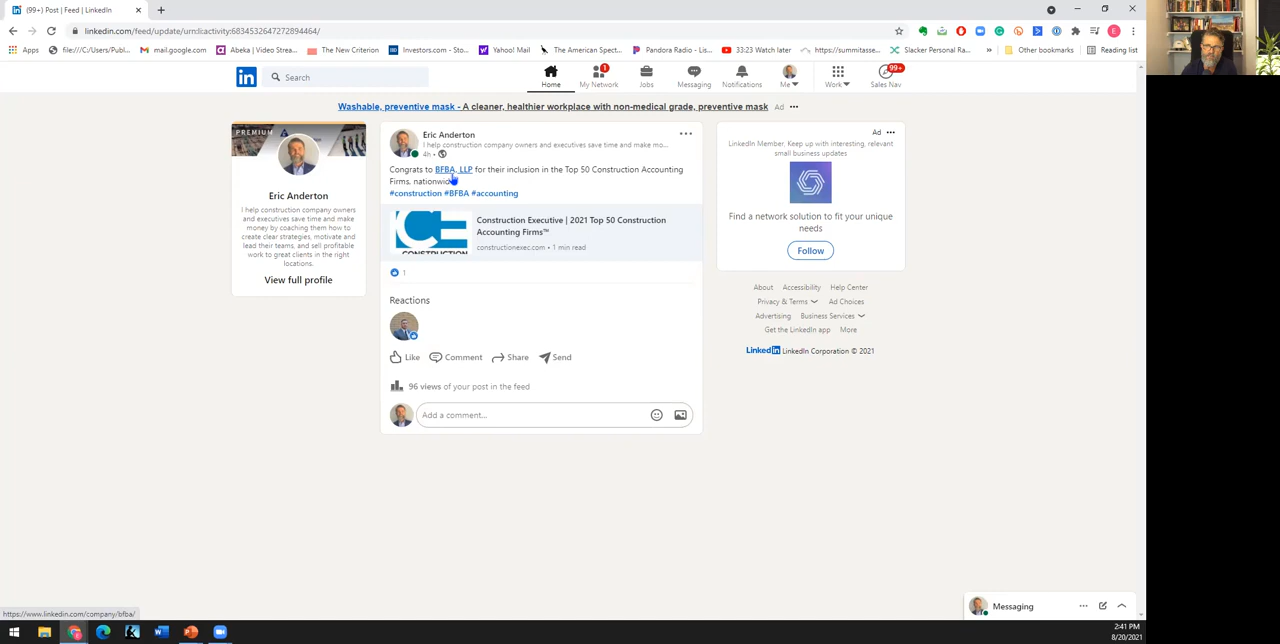 (99+) Post | Feed | LinkedIn
linkedin.com/feed/update/urn:li:activity:6834532647272894464/
Apps
file:///C:/Users/Publ...
mail.google.com
Abeka | Video Strea...
The New Criterion
Investors.com - Sto...
Yahoo! Mail
The American Spect...
Pandora Radio - Lis...
33:23 Watch later
https://summitasse...
Slacker Personal Ra...
»
Other bookmarks
Reading list
in
Search
Home
1
My Network
Jobs
Messaging
Notifications
Me
Work
99+
Sales Nav
Washable, preventive mask - A cleaner, healthier workplace with non-medical grade, preventive mask Ad
PREMIUM
Eric Anderton
I help construction company owners
and executives save time and make
money by coaching them how to
create clear strategies, motivate and
lead their teams, and sell profitable
work to great clients in the right
locations.
View full profile
Eric Anderton
I help construction company owners and executives save time and make mo...
4h •
Congrats to BFBA, LLP for their inclusion in the Top 50 Construction Accounting
Firms, nationwide
#construction #BFBA #accounting
CE
CONSTRUCTION
Construction Executive | 2021 Top 50 Construction
Accounting Firms™
constructionexec.com • 1 min read
1
Reactions
Like
Comment
Share
Send
96 views of your post in the feed
Add a comment...
Ad
LinkedIn Member, Keep up with interesting, relevant
small business updates
Find a network solution to fit your unique
needs
Follow
About
Accessibility
Help Center
Privacy & Terms
Ad Choices
Advertising
Business Services
Get the LinkedIn app
More
LinkedIn LinkedIn Corporation © 2021
Messaging
https://www.linkedin.com/company/bfba/
2:41 PM
8/20/2021